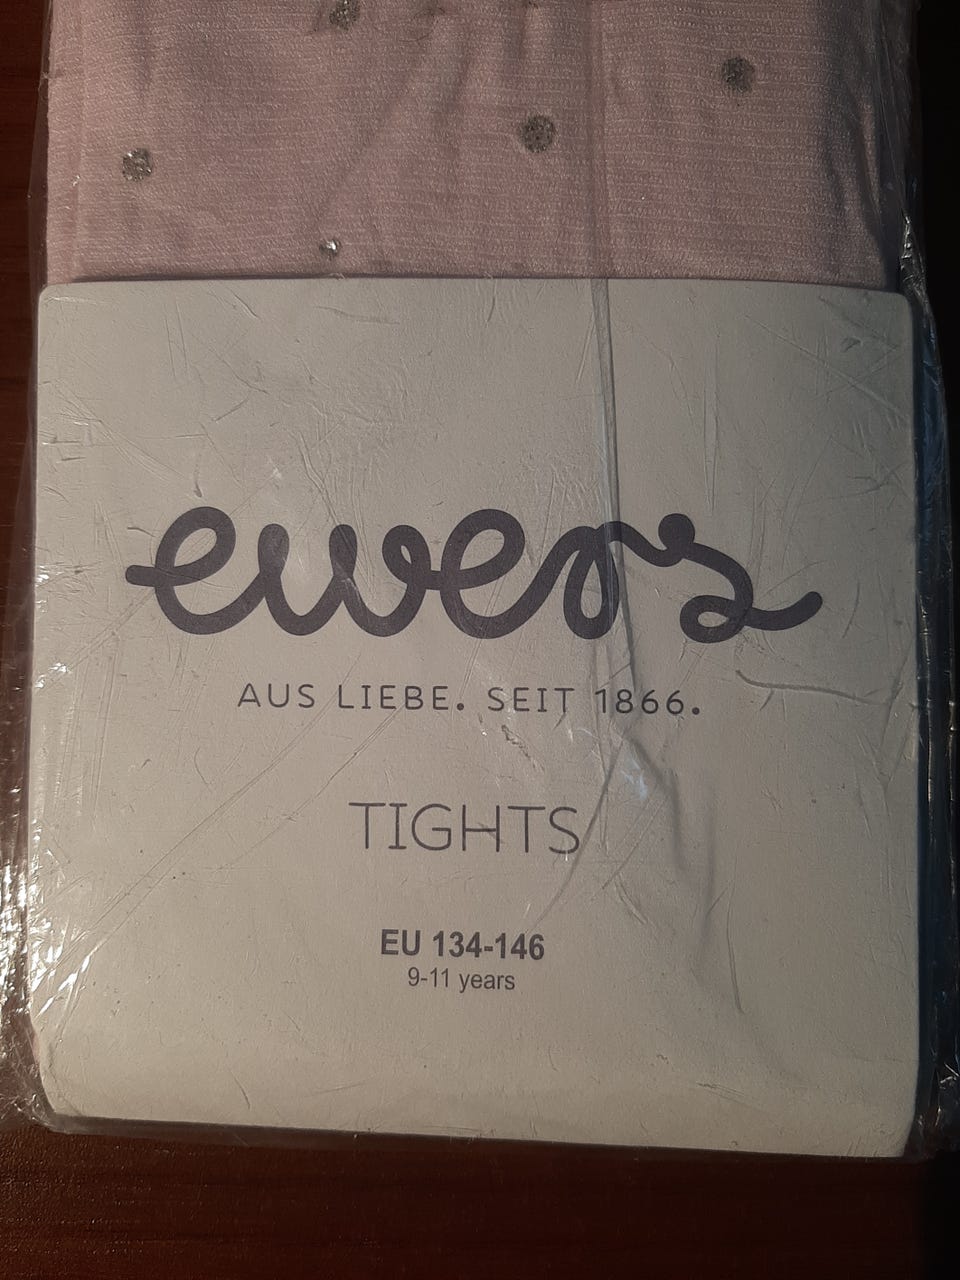 ewers
AUS LIEBE. SEIT 1866.
TIGHTS
EU 134-146
9-11 years